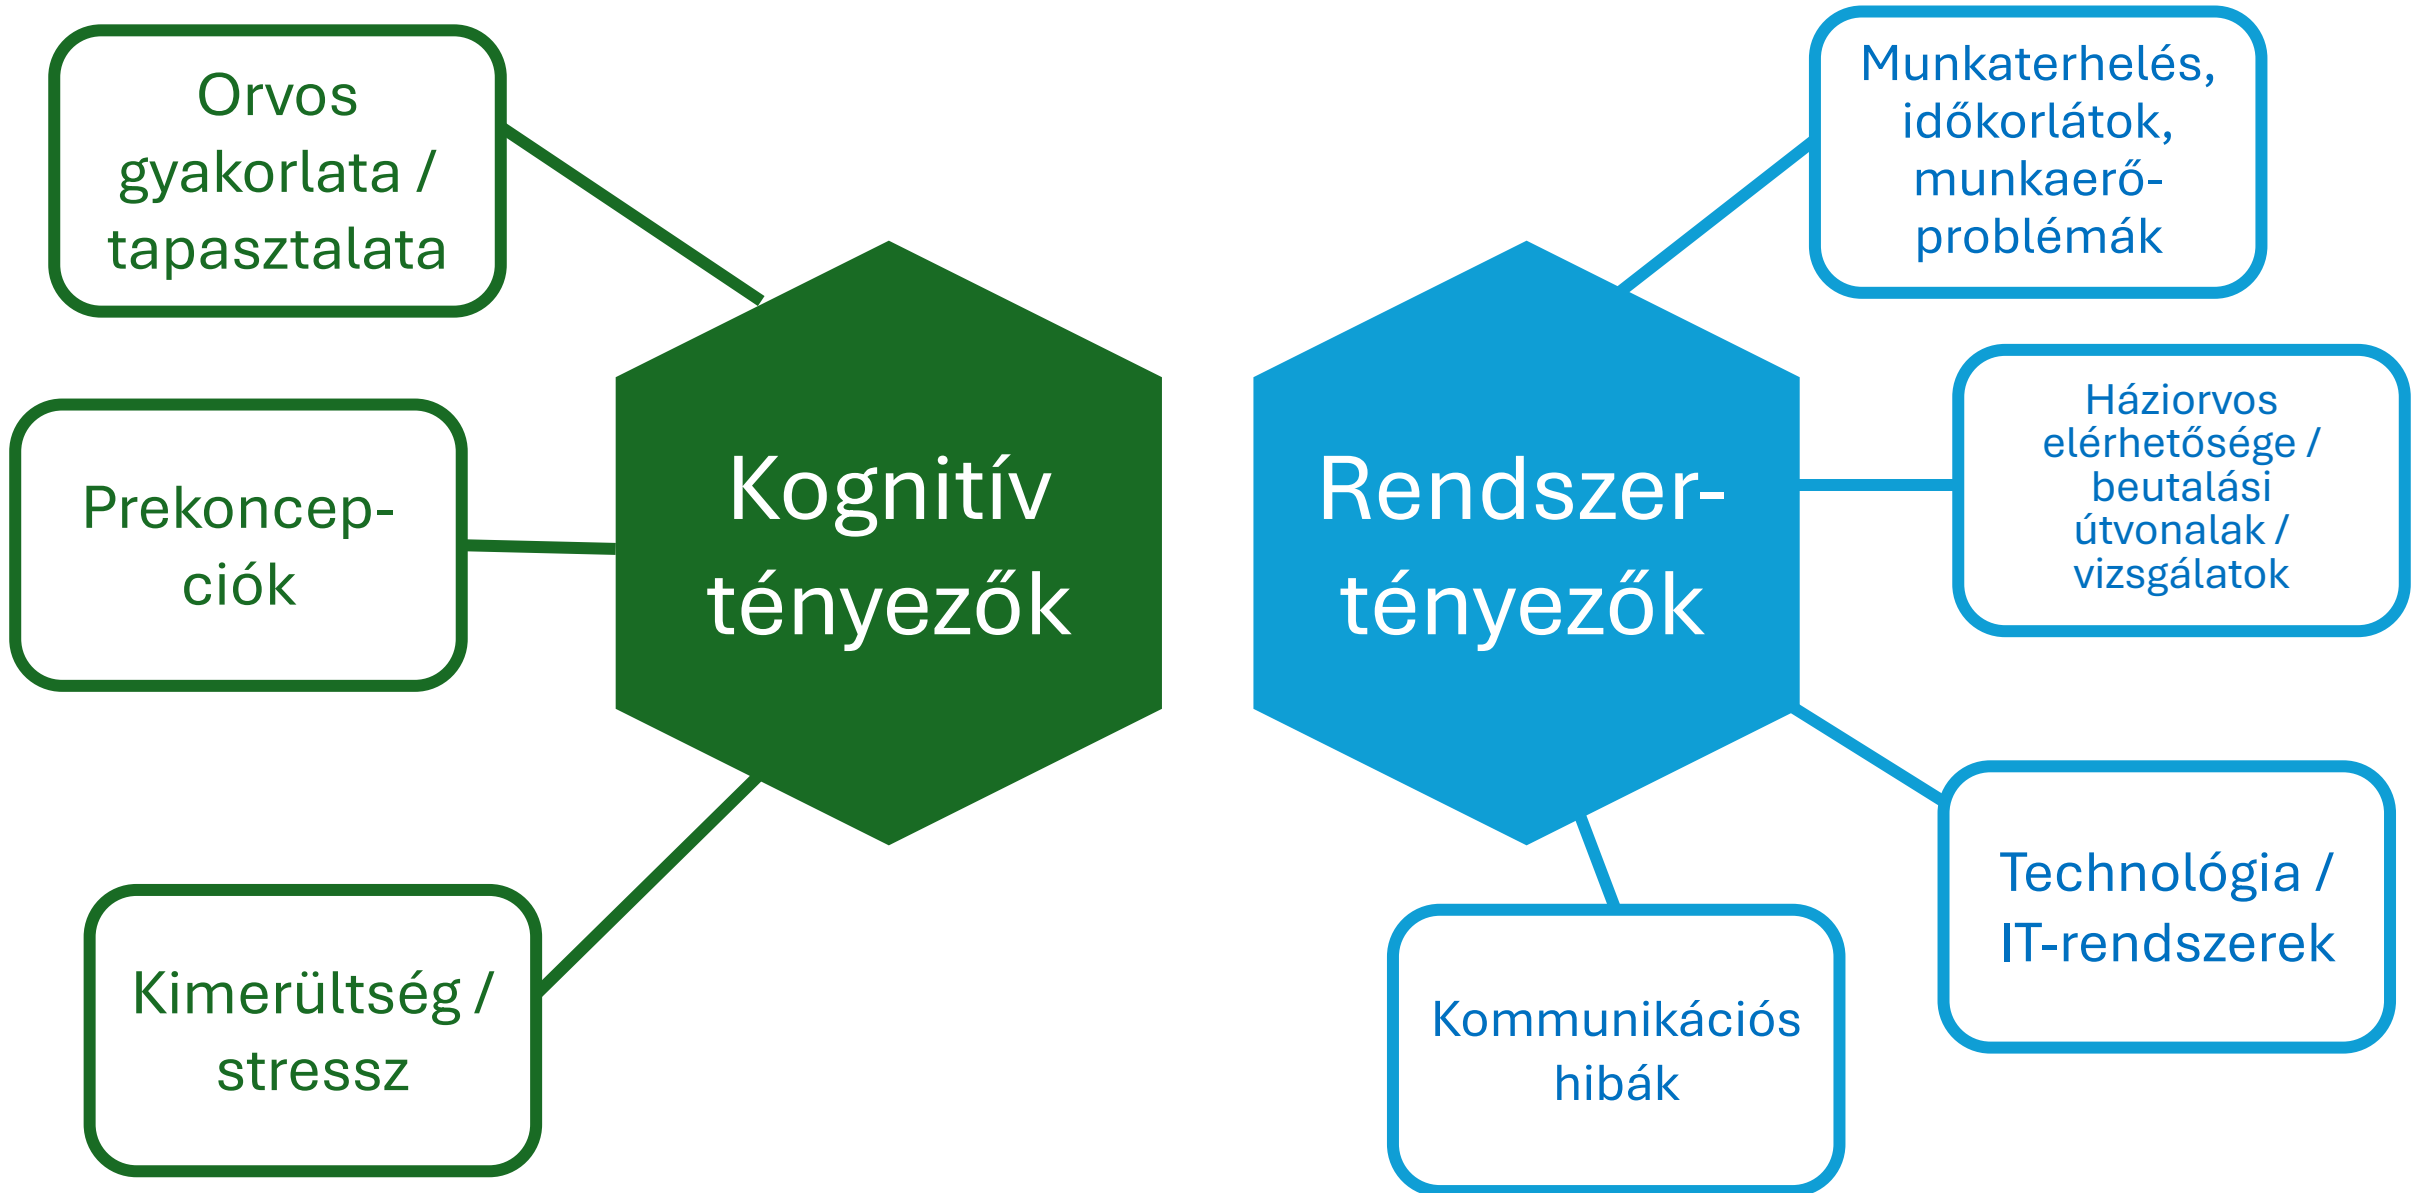 Orvos
gyakorlata /
tapasztalata
Prekoncep-
ciók
Kimerültség /
stressz
Kognitív
tényezők
Rendszer-
tényezők
Munkaterhelés,
időkorlátok,
munkaerő-
problémák
Háziorvos
elérhetősége /
beutalási
útvonalak /
vizsgálatok
Technológia /
IT-rendszerek
Kommunikációs
hibák